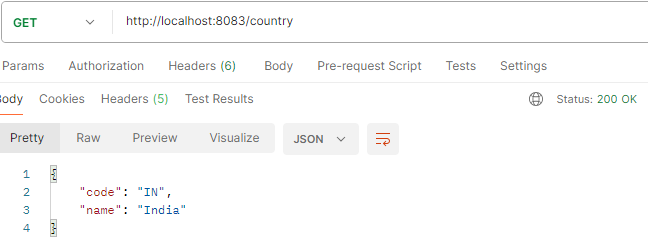 GET http://localhost:8083/country
Params Authorization Headers (6) Body Pre-request Script Tests Settings
Body Cookies Headers (5) Test Results Status: 200 OK
Pretty Raw Preview Visualize JSON
1 {
2 "code": "IN",
3 "name": "India"
4 }